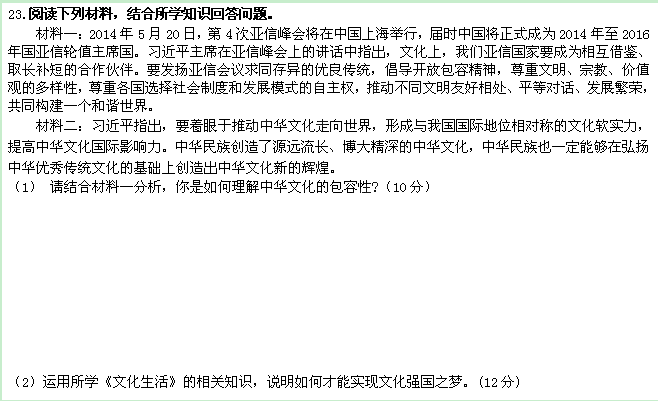 23.阅读下列材料，结合所学知识回答问题。
材料一：2014年5月20日，第4次亚信峰会将在中国上海举行，届时中国将正式成为2014年至2016
年国亚信轮值主席国。习近平主席在亚信峰会上的讲话中指出，文化上，我们亚信国家要成为相互借鉴、
取长补短的合作伙伴。要发扬亚信会议求同存异的优良传统，倡导开放包容精神，尊重文明、宗教、价值
观的多样性，尊重各国选择社会制度和发展模式的自主权，推动不同文明友好相处、平等对话、发展繁荣，
共同构建一个和谐世界。
材料二：习近平指出，要着眼于推动中华文化走向世界，形成与我国国际地位相对称的文化软实力，
提高中华文化国际影响力。中华民族创造了源远流长、博大精深的中华文化，中华民族也一定能够在弘扬
中华优秀传统文化的基础上创造出中华文化新的辉煌。
（1） 请结合材料一分析，你是如何理解中华文化的包容性?（10分）
（2）运用所学《文化生活》的相关知识，说明如何才能实现文化强国之梦。(12分)